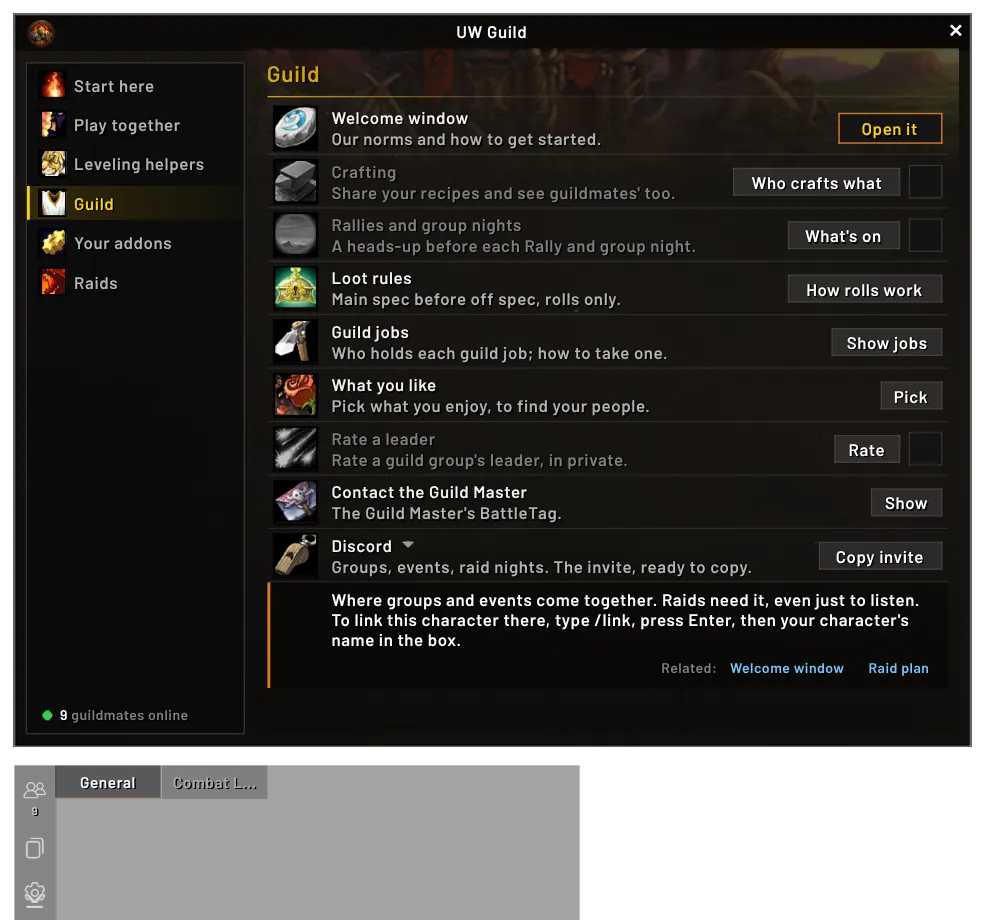 UW Guild
Start here
Play together
Leveling helpers
Guild
Your addons
Raids
9 guildmates online
Guild
Welcome window
Our norms and how to get started.
Open it
Crafting
Share your recipes and see guildmates' too.
Who crafts what
Rallies and group nights
A heads-up before each Rally and group night.
What's on
Loot rules
Main spec before off spec, rolls only.
How rolls work
Guild jobs
Who holds each guild job; how to take one.
Show jobs
What you like
Pick what you enjoy, to find your people.
Pick
Rate a leader
Rate a guild group's leader, in private.
Rate
Contact the Guild Master
The Guild Master's BattleTag.
Show
Discord
Groups, events, raid nights. The invite, ready to copy.
Copy invite
Where groups and events come together. Raids need it, even just to listen.
To link this character there, type /link, press Enter, then your character's
name in the box.
Related: Welcome window Raid plan
General
Combat L...
9